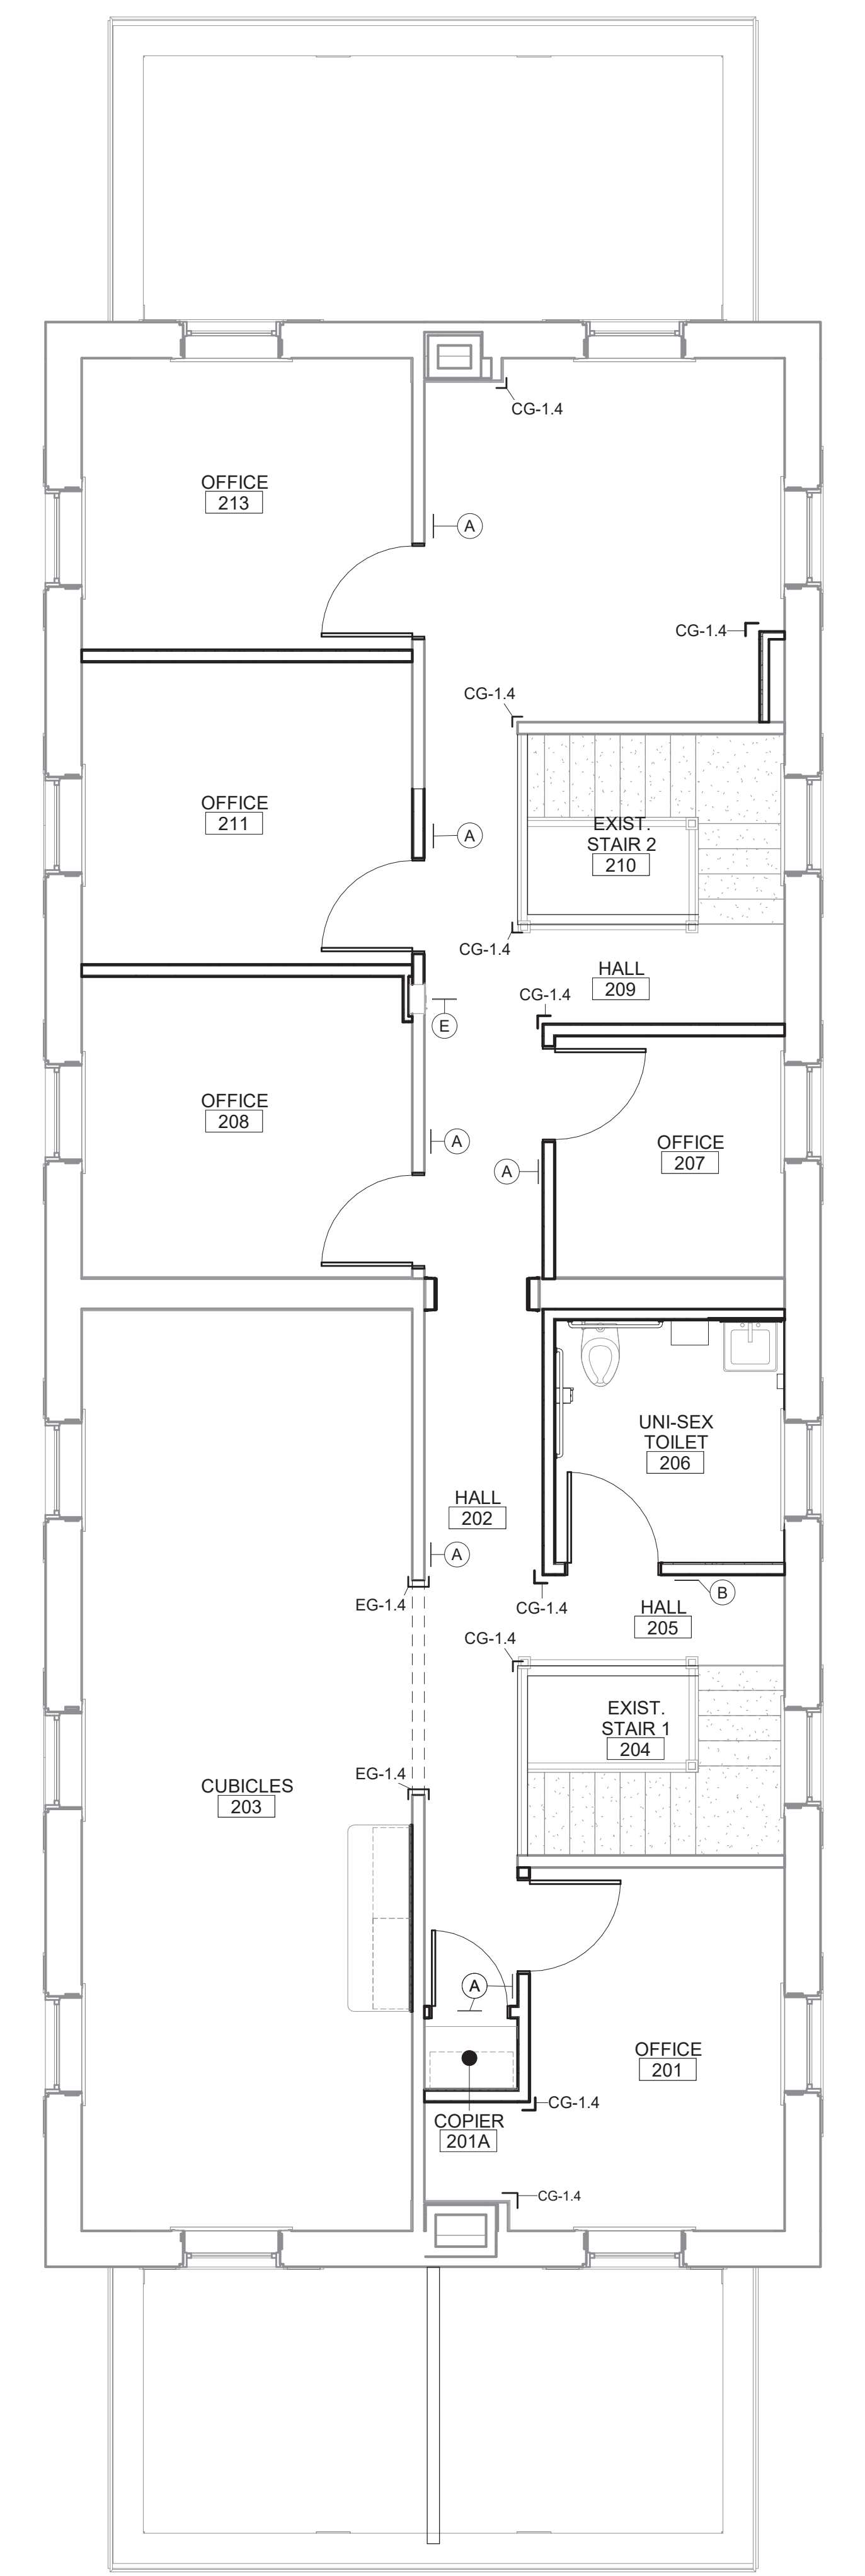 CG-1.4
OFFICE
213
A
CG-1.4
CG-1.4
OFFICE
211
A
EXIST.
STAIR 2
210
CG-1.4
HALL
209
CG-1.4
E
OFFICE
208
A
A
OFFICE
207
UNI-SEX
TOILET
206
HALL
202
A
EG-1.4
CG-1.4
B
HALL
205
CG-1.4
EXIST.
STAIR 1
204
EG-1.4
CUBICLES
203
A
OFFICE
201
CG-1.4
COPIER
201A
CG-1.4